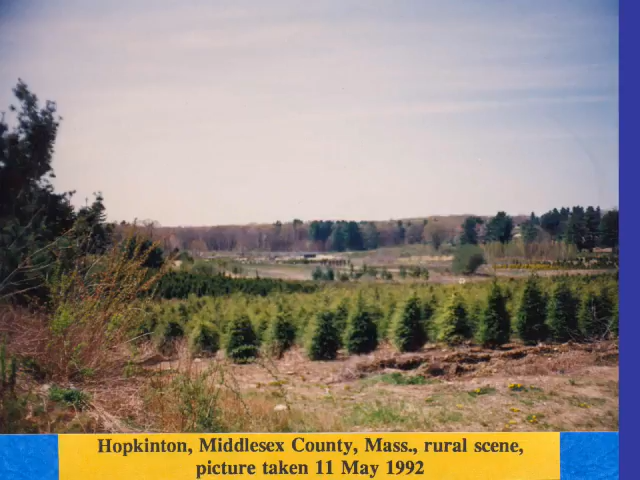 Hopkinton, Middlesex County, Mass., rural scene,
picture taken 11 May 1992